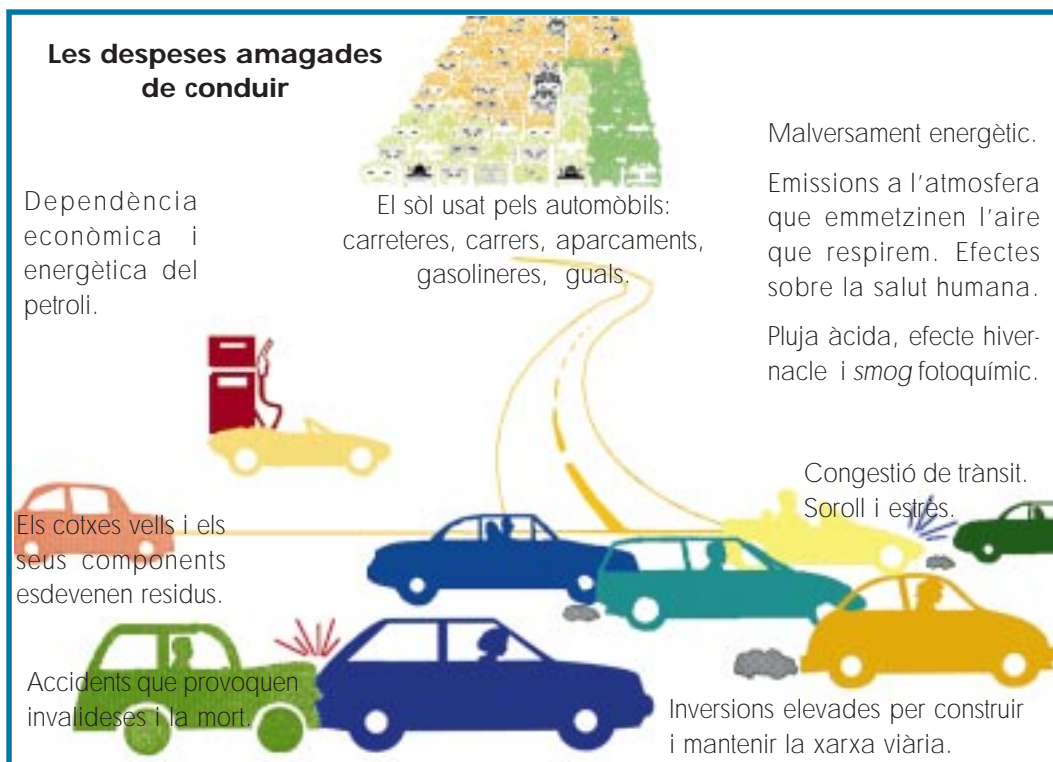 Les despeses amagades
de conduir
Dependència
econòmica i
energètica del
petroli.
El sòl usat pels automòbils:
carreteres, carrers, aparcaments,
gasolineres, guals.
Malversament energètic.
Emissions a l'atmosfera
que emmetzinen l'aire
que respirem. Efectes
sobre la salut humana.
Pluja àcida, efecte hiver-
nacle i smog fotoquímic.
Congestió de trànsit.
Soroll i estrès.
Els cotxes vells i els
seus components
esdevenen residus.
Accidents que provoquen
invalideses i la mort.
Inversions elevades per construir
i mantenir la xarxa viària.